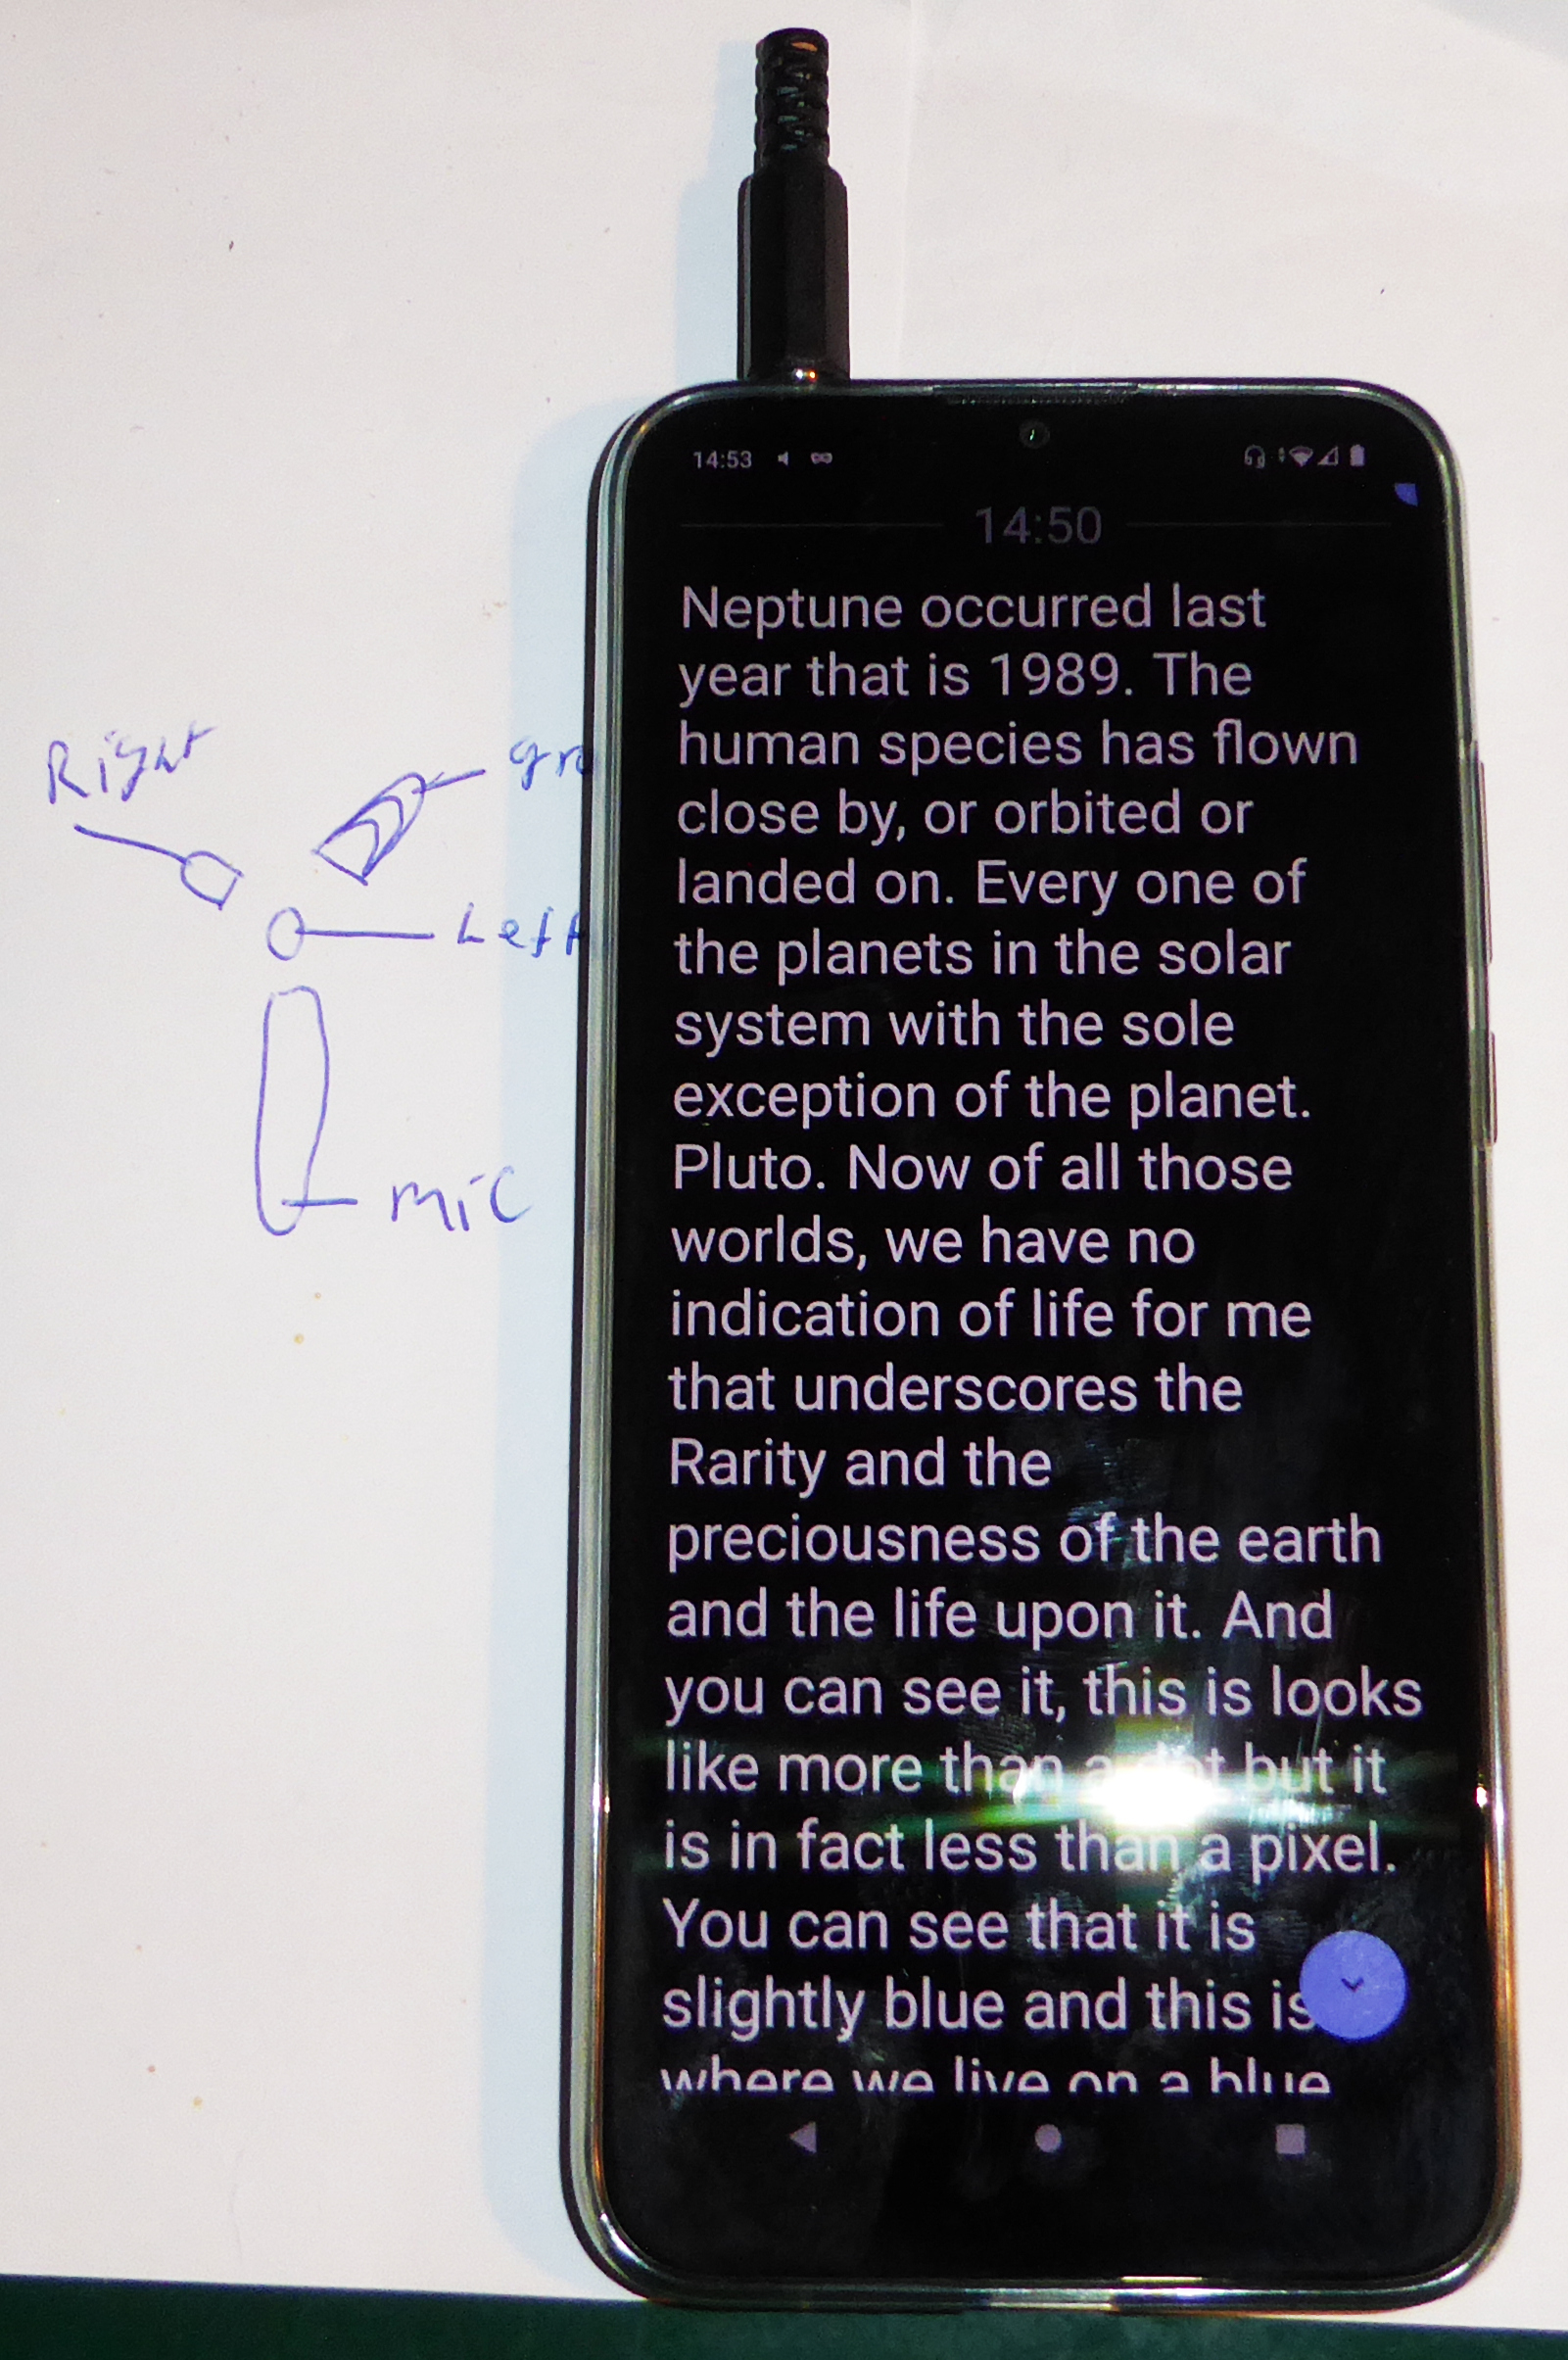 Right
Left
mic
14:53
14:50
Neptune occurred last
year that is 1989. The
human species has flown
close by, or orbited or
landed on. Every one of
the planets in the solar
system with the sole
exception of the planet.
Pluto. Now of all those
worlds, we have no
indication of life for me
that underscores the
Rarity and the
preciousness of the earth
and the life upon it. And
you can see it, this is looks
like more than a dot but it
is in fact less than a pixel.
You can see that it is
slightly blue and this is
where we live on a blue